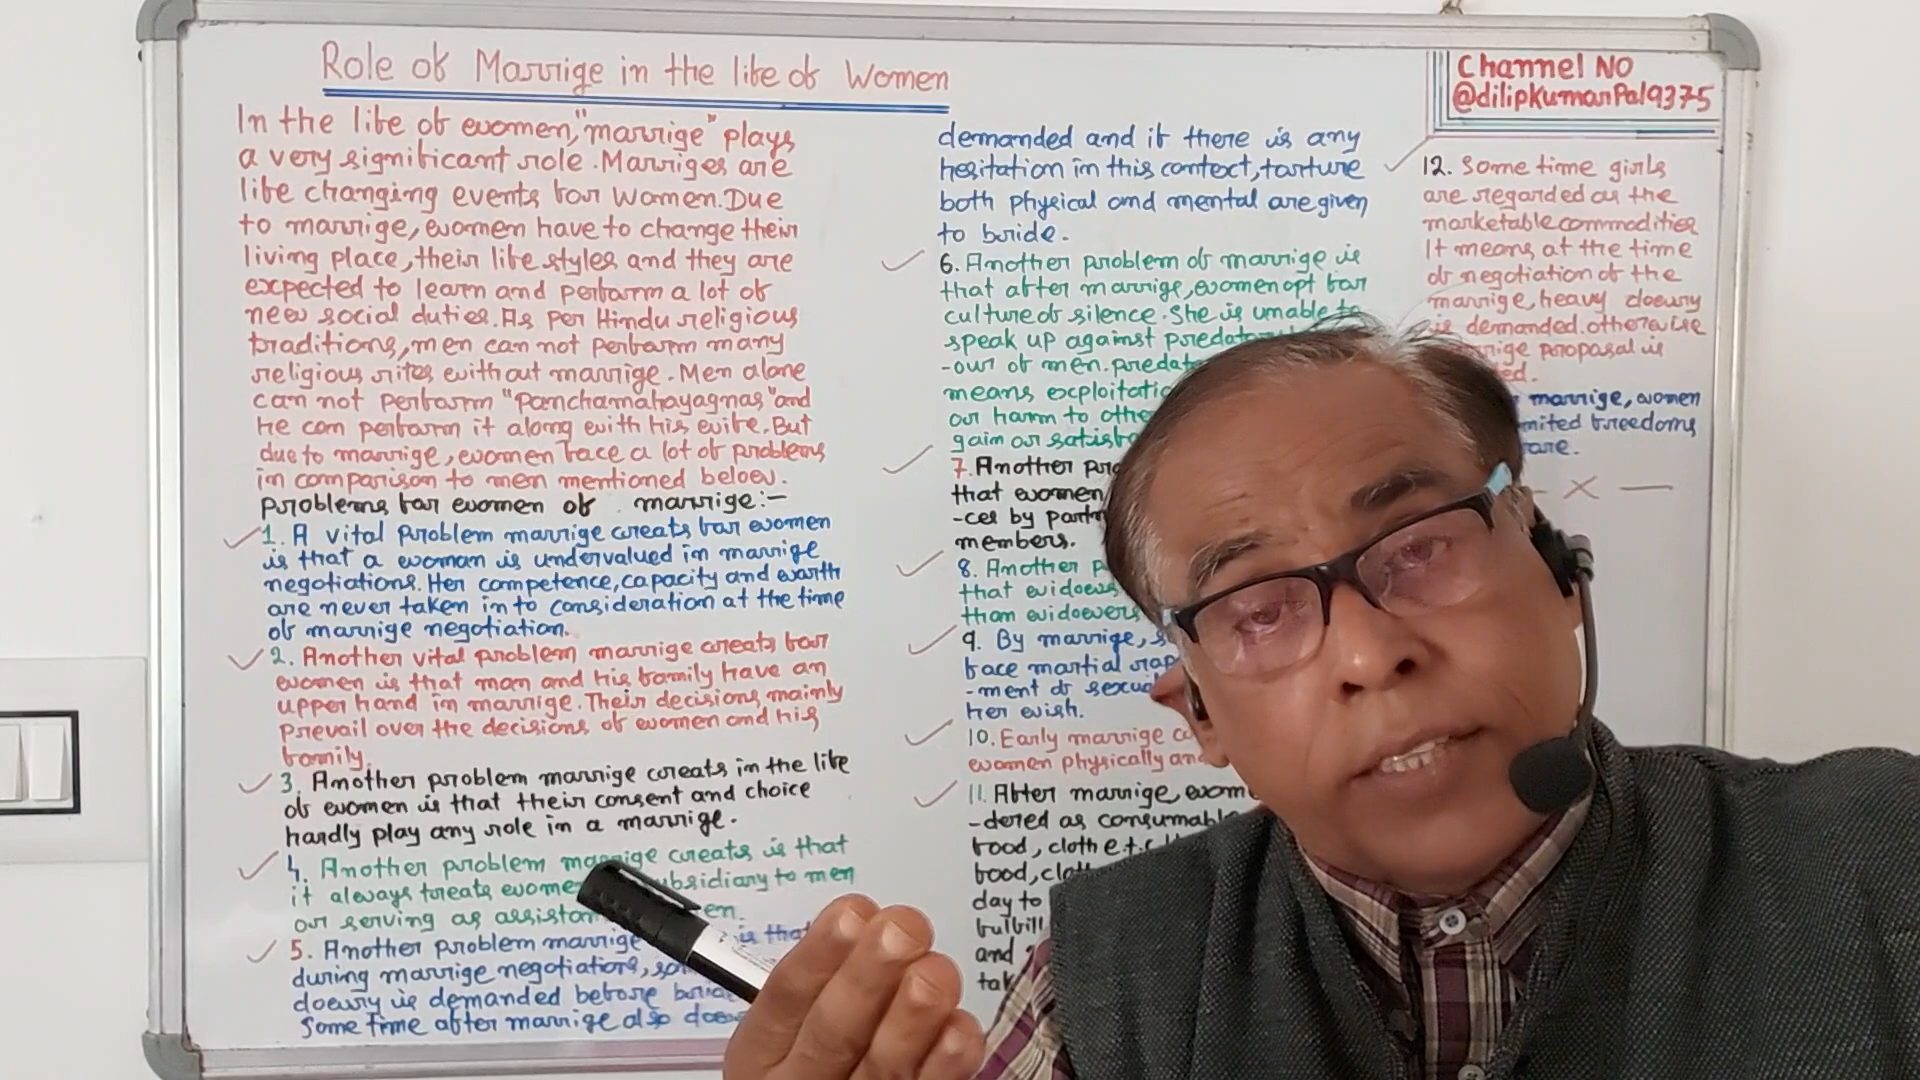 Role of Marrige in the life of Women
In the life of women, "marrige" plays
a very significant role. Marriges are
life changing events for women. Due
to marrige, women have to change their
living place, their life styles and they are
expected to learn and perform a lot of
new social duties. As per Hindu religious
traditions, men can not perform many
religious rites without marrige. Men alone
can not perform "Panchamahayagnas" and
He can perform it along with his wife. But
due to marrige, women face a lot of problems
in comparison to men mentioned below.
Problems for women of marrige:-
1. A vital problem marrige creats for women
is that a woman is undervalued in marrige
negotiations. Her competence, capacity and worth
are never taken in to consideration at the time
of marrige negotiation.
2. Another vital problem marrige creats for
women is that man and his family have an
upper hand in marrige. Their decisions, mainly
prevail over the decisions of women and his
family.
3. Another problem marrige creats in the life
of women is that their consent and choice
hardly play any role in a marrige.
4. Another problem marrige creats is that
it always treats women subsidiary to men
or serving as
5. Another problem marrige is that
during marrige negotiations,
dowry is demanded before
Some time after marrige also
demanded and if there is any
hesitation in this context, torture
both physical and mental are given
to bride.
6. Another problem of marrige is
that after marrige, women opt for
culture of silence. She is unable to
speak up against
-our of men.
means
or harm to
gain or
7. Another
that women
-ces by
members.
8. Another
that widows
than widowers
9. By marrige,
face martial
-ment of
her wish.
10. Early marrige
women physically
11. After marrige,
-dered as
food, cloth e.t.c
food,
day to
fulfill
and
12. Some time girls
are regarded as the
marketable commodities
It means at the time
of negotiation of the
marrige, heavy dowry
is demanded. otherwise
proposal is
marrige, women
freedoms
Channel NO
@dilipkumarPal9375